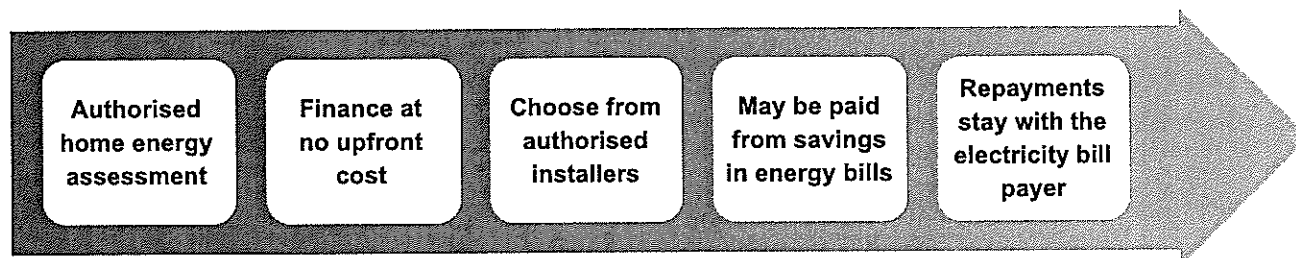 Authorised
home energy
assessment
Finance at
no upfront
cost
Choose from
authorised
installers
May be paid
from savings
in energy bills
Repayments
stay with the
electricity bill
payer